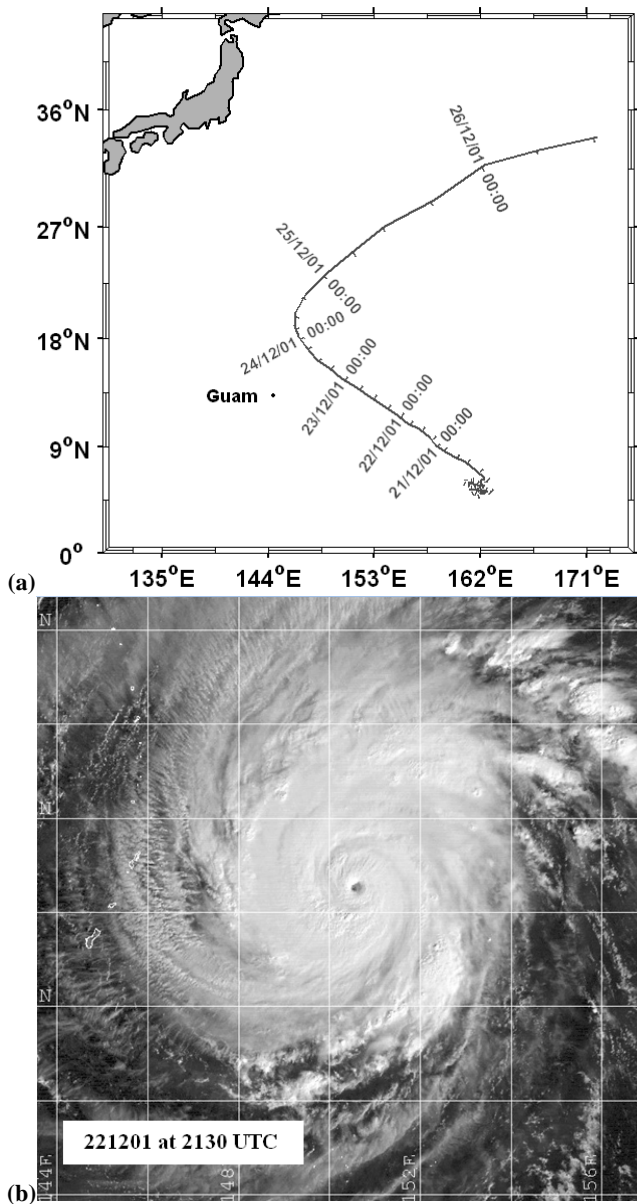 36°N
27°N
18°N
9°N
0°
26/12/01 00:00
25/12/01 00:00
24/12/01 00:00
23/12/01 00:00
22/12/01 00:00
21/12/01 00:00
Guam
135°E
144°E
153°E
162°E
171°E
(a)
N
N
N
221201 at 2130 UTC
144E
148
152E
156E
(b)